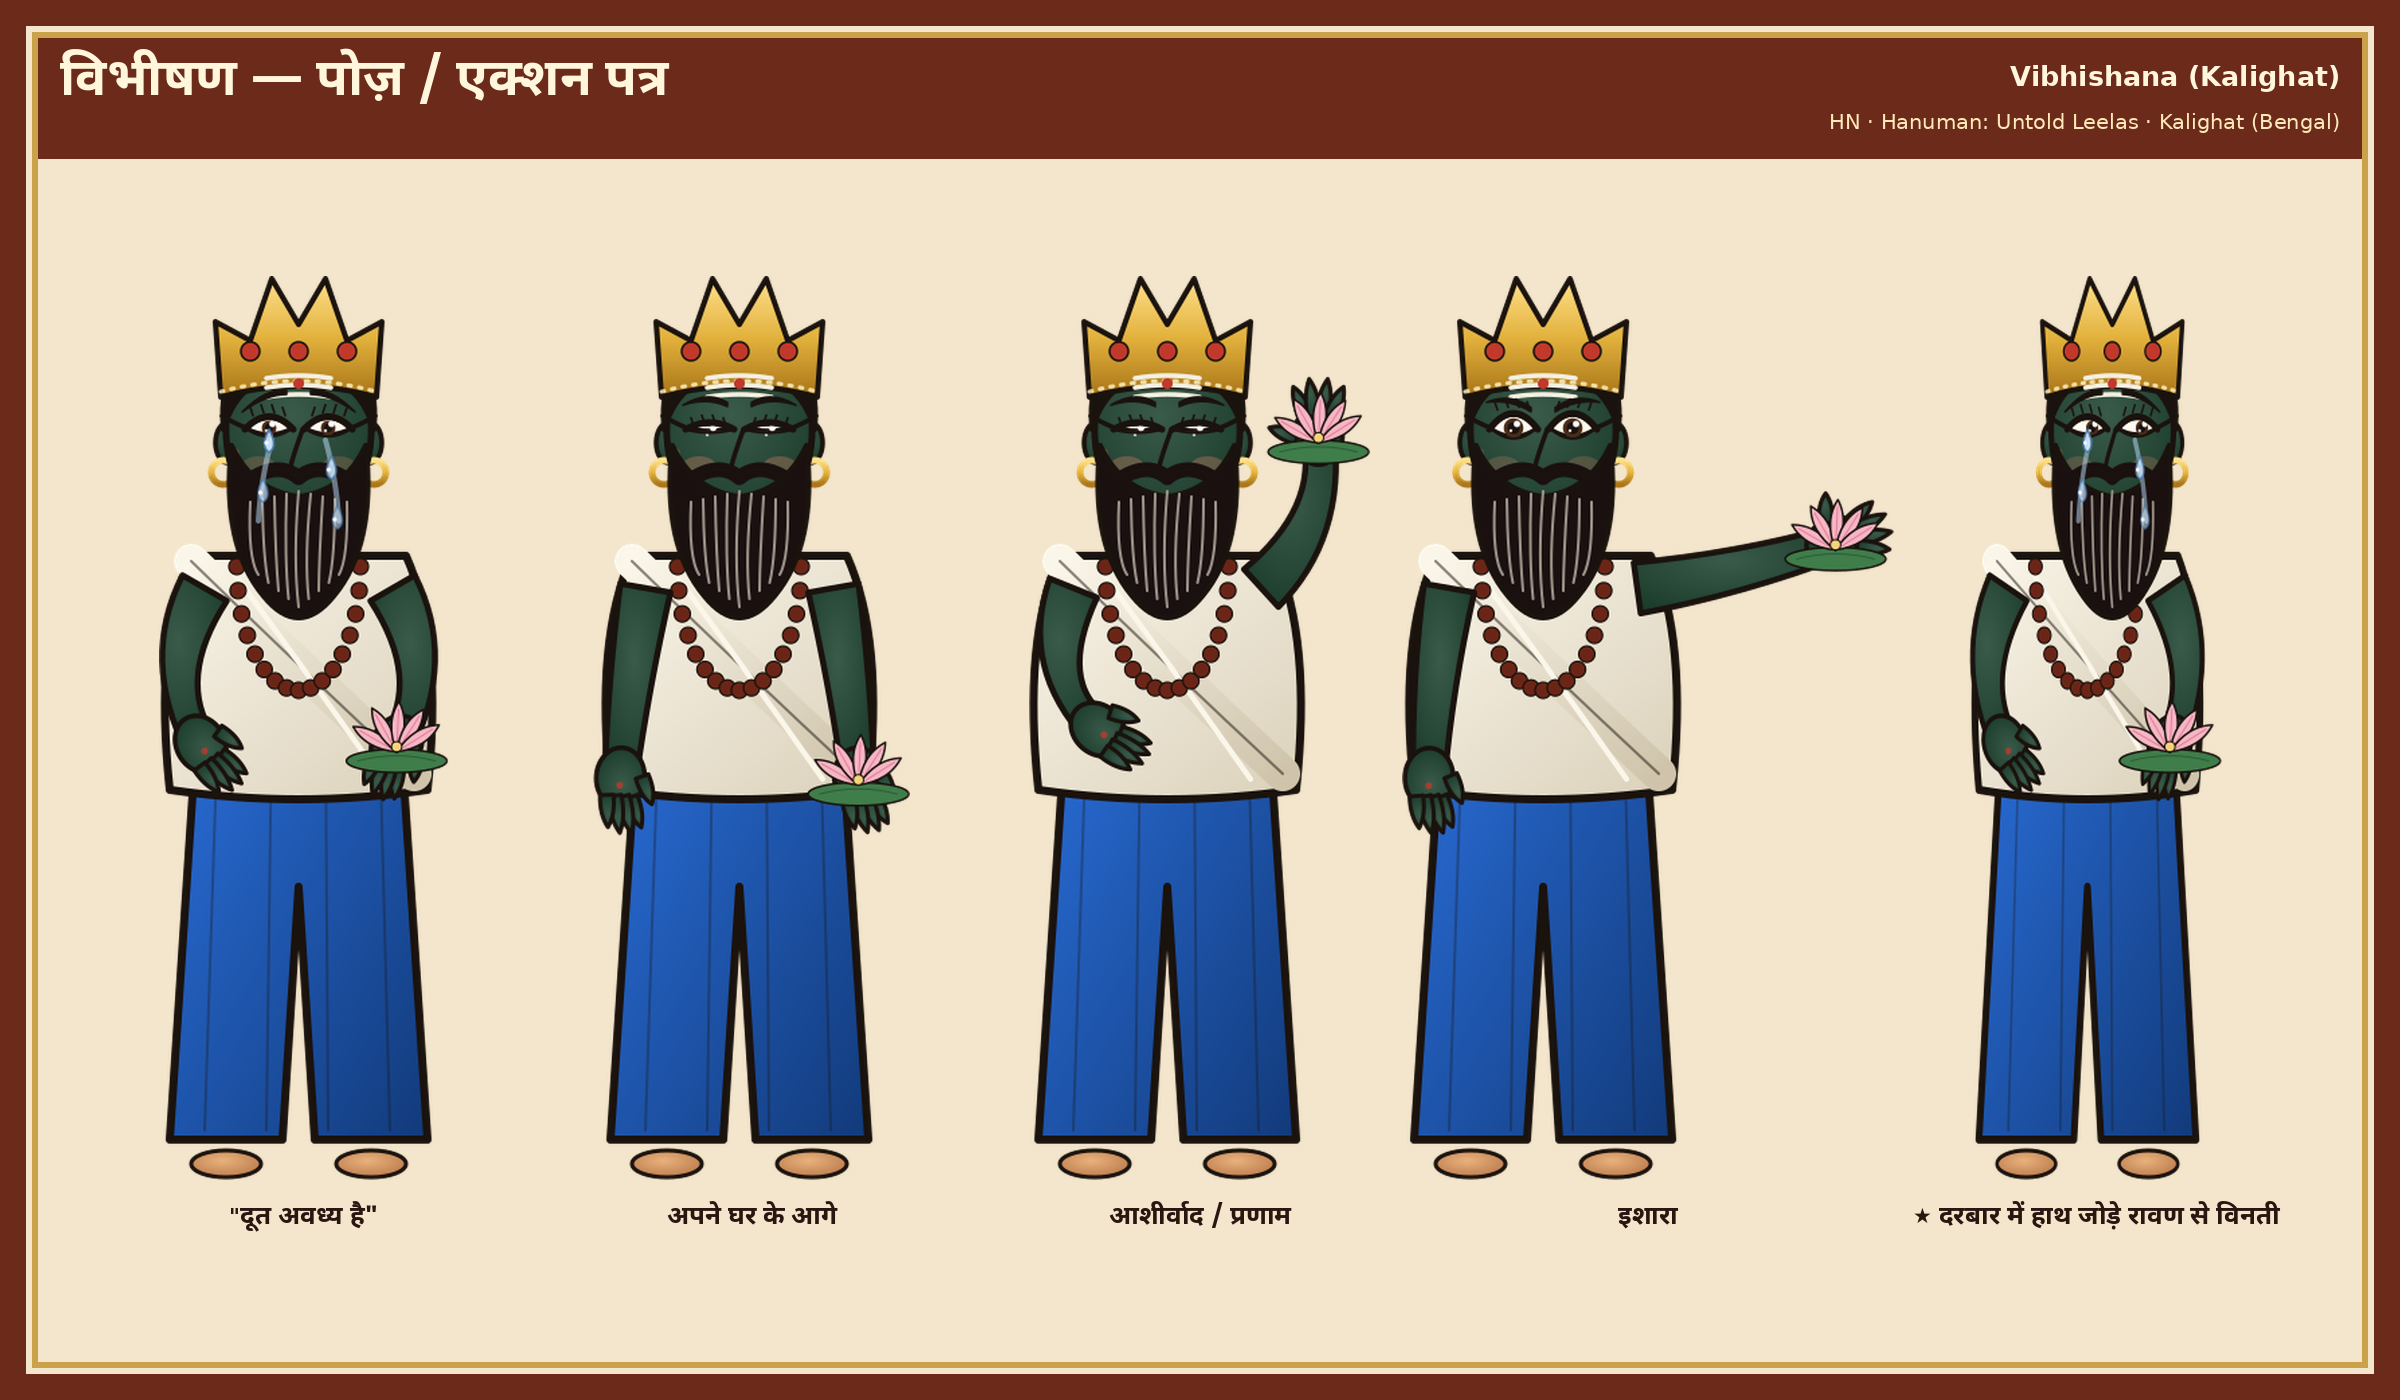 विभीषण — पोज़ / एक्शन पत्र
Vibhishana (Kalighat)
HN · Hanuman: Untold Leelas · Kalighat (Bengal)
"दूत अवध्य है"
अपने घर के आगे
आशीर्वाद / प्रणाम
इशारा
★ दरबार में हाथ जोड़े रावण से विनती